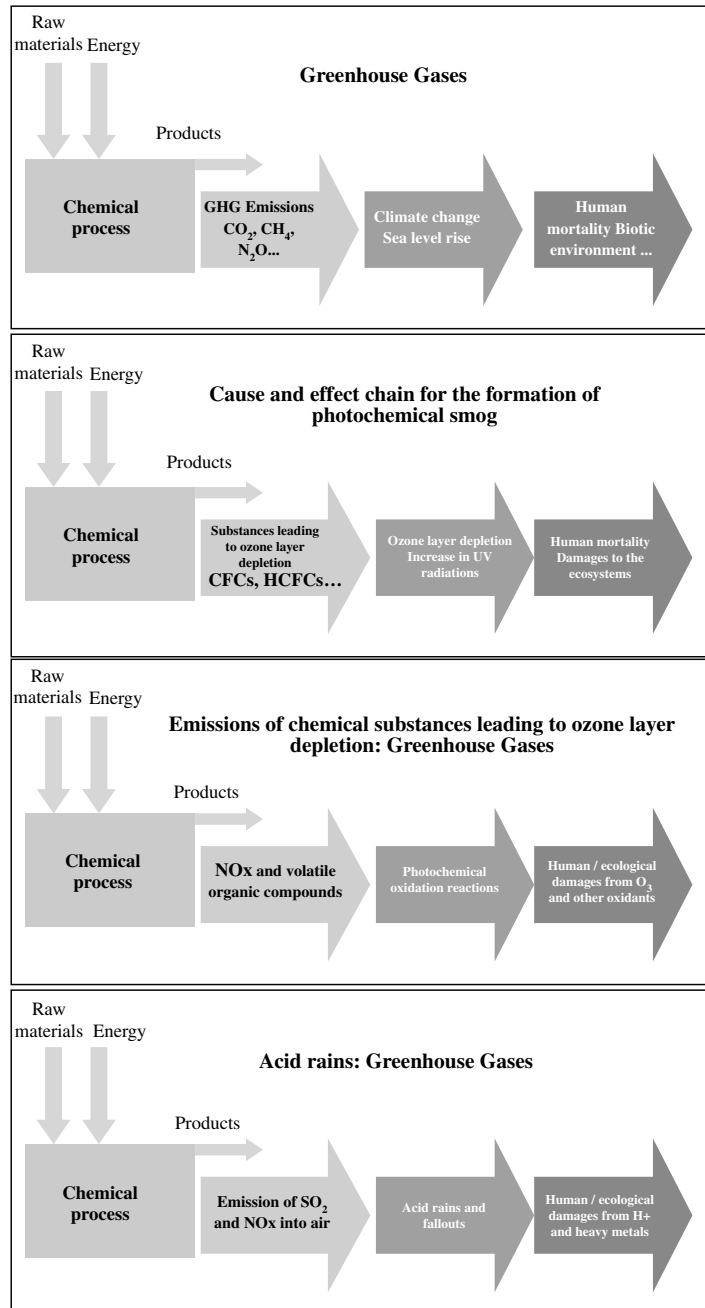 Raw
materials Energy
Greenhouse Gases
Products
Chemical
process
GHG Emissions
CO₂, CH₄,
N₂O...
Climate change
Sea level rise
Human
mortality Biotic
environment ...
Raw
materials Energy
Cause and effect chain for the formation of
photochemical smog
Products
Chemical
process
Substances leading
to ozone layer
depletion
CFCs, HCFCs…
Ozone layer depletion
Increase in UV
radiations
Human mortality
Damages to the
ecosystems
Raw
materials Energy
Emissions of chemical substances leading to ozone layer
depletion: Greenhouse Gases
Products
Chemical
process
NOx and volatile
organic compounds
Photochemical
oxidation reactions
Human / ecological
damages from O₃
and other oxidants
Raw
materials Energy
Acid rains: Greenhouse Gases
Products
Chemical
process
Emission of SO₂
and NOx into air
Acid rains and
fallouts
Human / ecological
damages from H+
and heavy metals